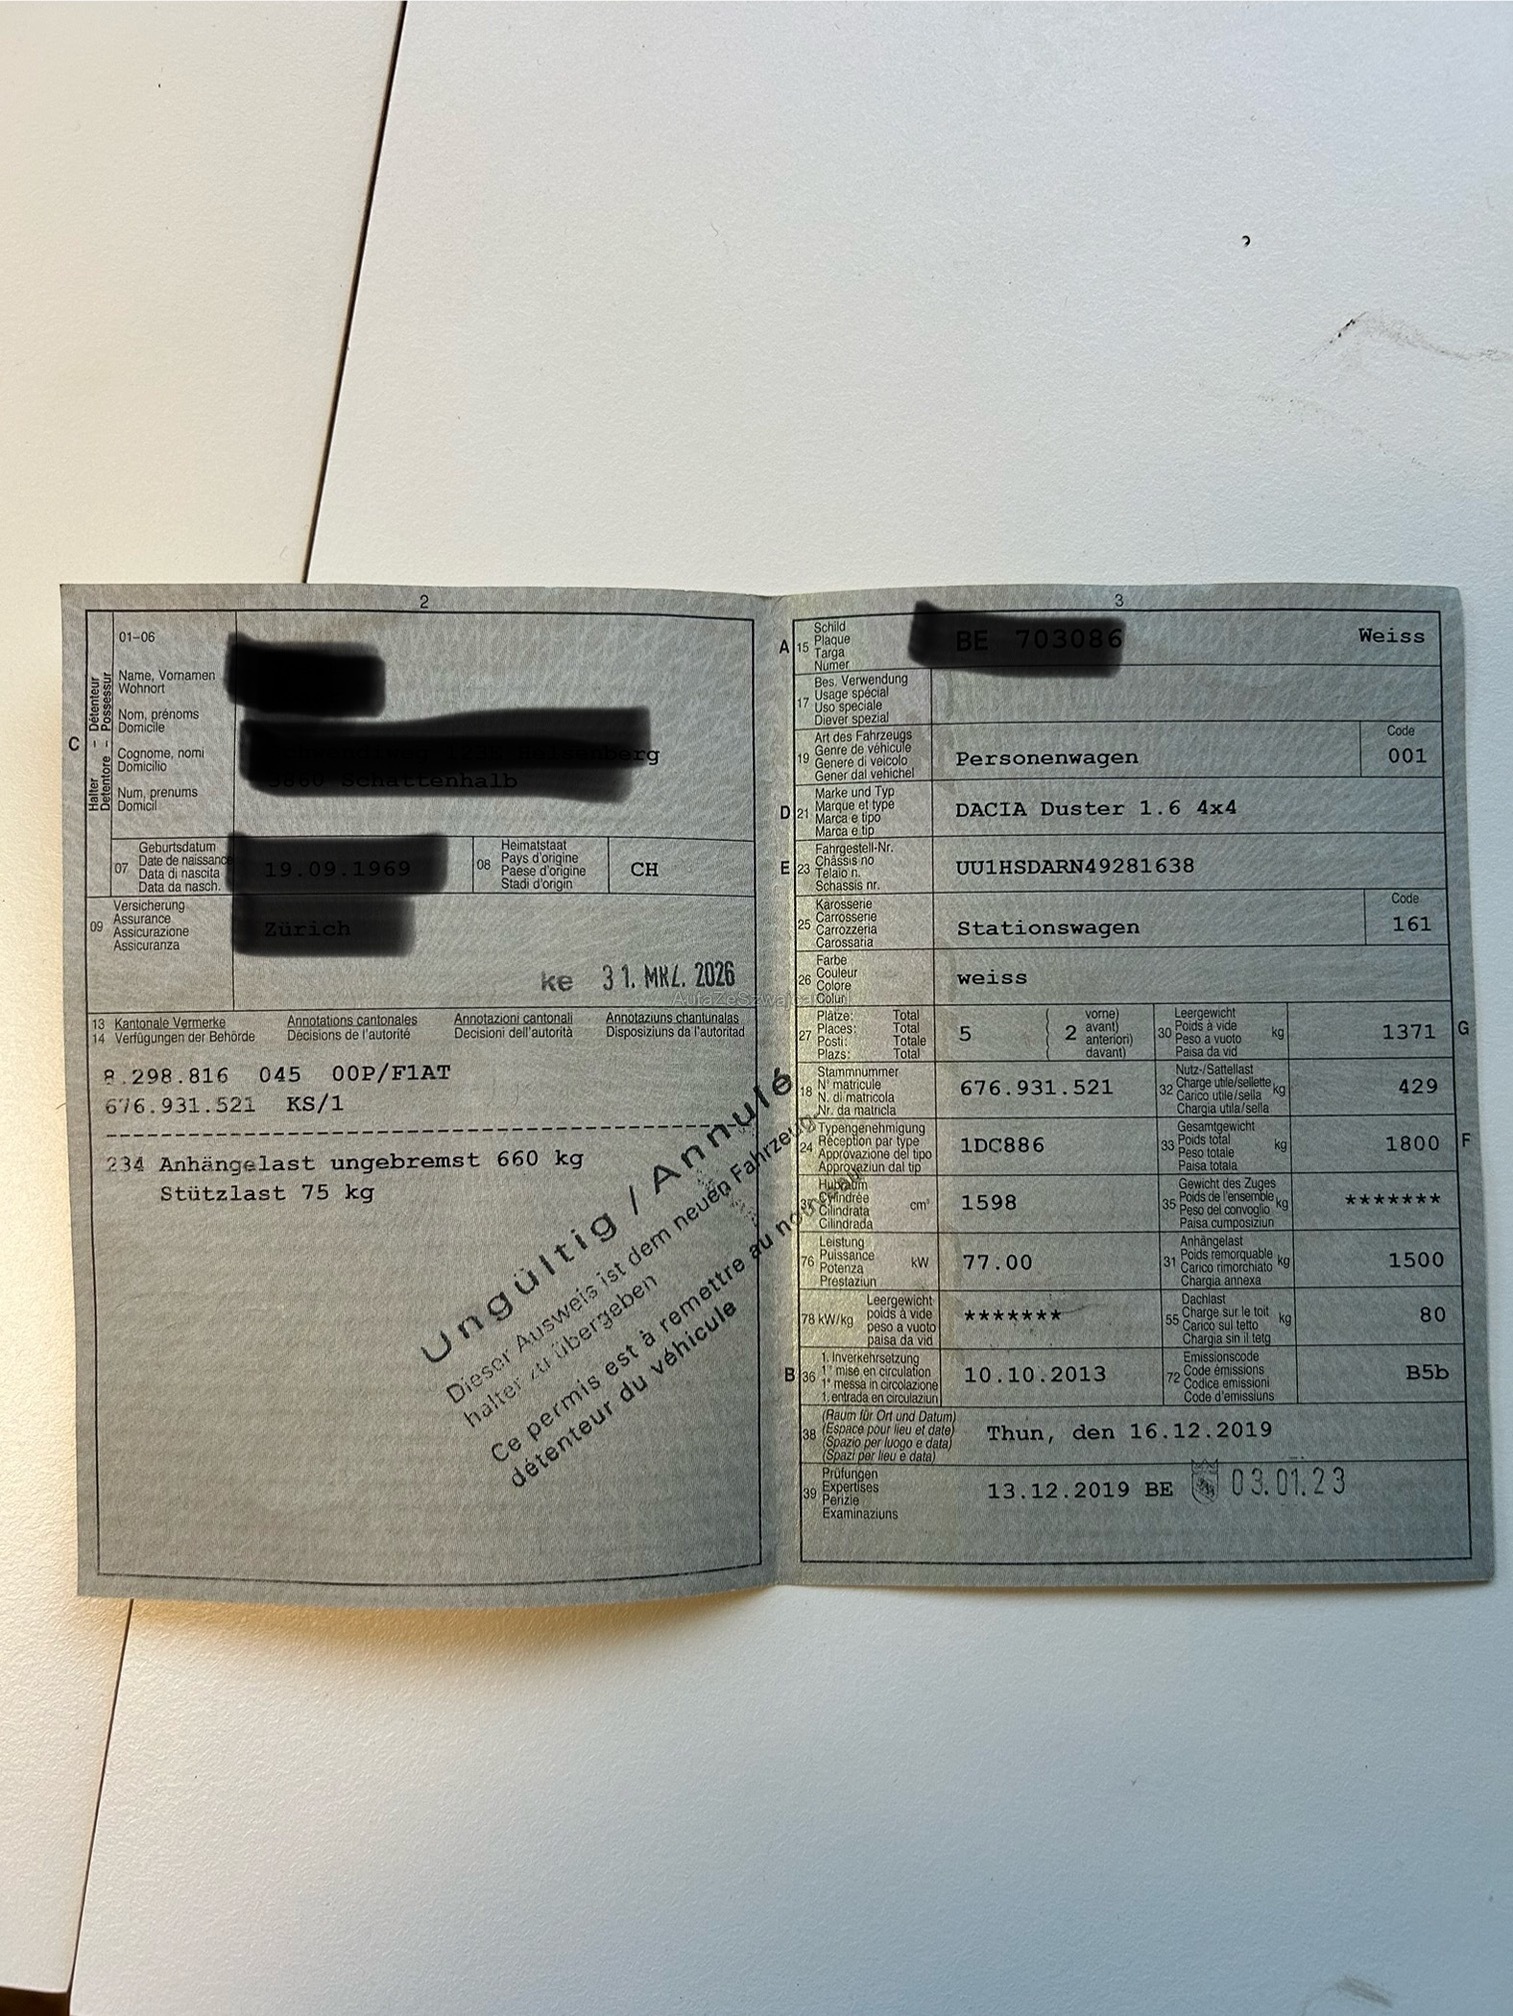 2
01-06
Name, Vornamen
Wohnort
Nom, prénoms
Domicile
Cognome, nomi
Domicilio
Num, prenums
Domicil
C
Halter – Détenteur
Detentore – Possessur
07
Geburtsdatum
Date de naissance
Data di nascita
Data da nasch.
08
Heimatstaat
Pays d'origine
Paese d'origine
Stadi d'origin
CH
09
Versicherung
Assurance
Assicurazione
Assicuranza
ke 31. MRZ. 2026
13 Kantonale Vermerke Annotations cantonales Annotazioni cantonali Annotaziuns chantunalas
14 Verfügungen der Behörde Décisions de l'autorité Decisioni dell'autorità Disposiziuns da l'autoritad
8.298.816 045 00P/F1AT
676.931.521 KS/1
234 Anhängelast ungebremst 660 kg
Stützlast 75 kg
Ungültig / Annulé
Dieser Ausweis ist dem neuen Fahrzeug-
halter zu übergeben
Ce permis est à remettre au nouveau
détenteur du véhicule
3
A 15
Schild
Plaque
Targa
Numer
Weiss
17
Bes. Verwendung
Usage spécial
Uso speciale
Diever spezial
19
Art des Fahrzeugs
Genre de véhicule
Genere di veicolo
Gener dal vehichel
Personenwagen
Code
001
D 21
Marke und Typ
Marque et type
Marca e tipo
Marca e tip
DACIA Duster 1.6 4x4
E 23
Fahrgestell-Nr.
Châssis no
Telaio n.
Schassis nr.
UU1HSDARN49281638
25
Karosserie
Carrosserie
Carrozzeria
Carossaria
Stationswagen
Code
161
26
Farbe
Couleur
Colore
Colur
weiss
AutaZeSzwajcarii
27
Plätze: Total
Places: Total
Posti: Totale
Plazs: Total
5
( 2 vorne)
avant)
anteriori)
davant)
30
Leergewicht
Poids à vide
Peso a vuoto
Paisa da vid
kg
1371
G
18
Stammnummer
N° matricule
N. di matricola
Nr. da matricla
676.931.521
32
Nutz-/Sattellast
Charge utile/sellette
Carico utile/sella
Chargia utila/sella
kg
429
24
Typengenehmigung
Réception par type
Approvazione del tipo
Approvaziun dal tip
1DC886
33
Gesamtgewicht
Poids total
Peso totale
Paisa totala
kg
1800
F
37
Hubraum
Cylindrée
Cilindrata
Cilindrada
cm³
1598
35
Gewicht des Zuges
Poids de l'ensemble
Peso del convoglio
Paisa cumposiziun
kg
*******
76
Leistung
Puissance
Potenza
Prestaziun
kW
77.00
31
Anhängelast
Poids remorquable
Carico rimorchiato
Chargia annexa
kg
1500
78 kW/kg
Leergewicht
poids à vide
peso a vuoto
paisa da vid
*******
55
Dachlast
Charge sur le toit
Carico sul tetto
Chargia sin il tetg
kg
80
B 36
1. Inverkehrsetzung
1re mise en circulation
1a messa in circolazione
1. entrada en circulaziun
10.10.2013
72
Emissionscode
Code émissions
Codice emissioni
Code d'emissiuns
B5b
38
(Raum für Ort und Datum)
(Espace pour lieu et date)
(Spazio per luogo e data)
(Spazi per lieu e data)
Thun, den 16.12.2019
39
Prüfungen
Expertises
Perizie
Examinaziuns
13.12.2019 BE 03.01.23